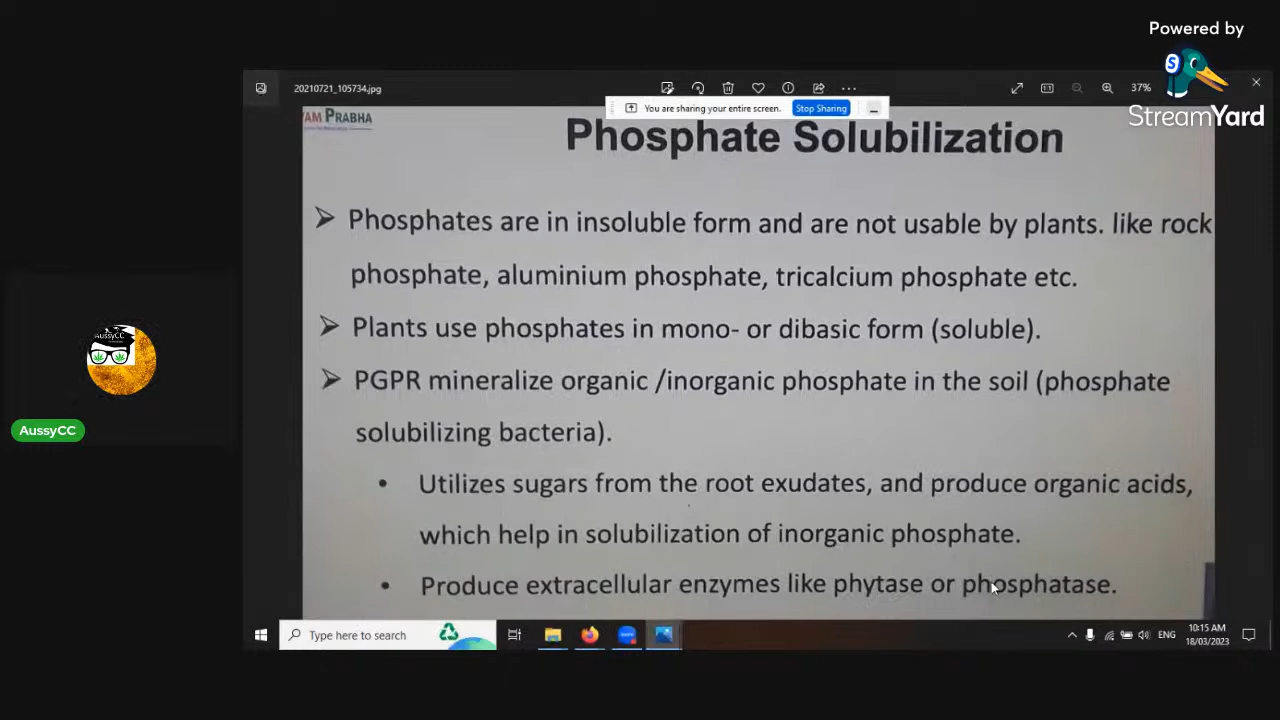 Powered by
StreamYard
20210721_105734.jpg
37%
You are sharing your entire screen.
Stop Sharing
AM PRABHA
Phosphate Solubilization
➢ Phosphates are in insoluble form and are not usable by plants. like rock
phosphate, aluminium phosphate, tricalcium phosphate etc.
➢ Plants use phosphates in mono- or dibasic form (soluble).
➢ PGPR mineralize organic /inorganic phosphate in the soil (phosphate
solubilizing bacteria).
• Utilizes sugars from the root exudates, and produce organic acids,
which help in solubilization of inorganic phosphate.
• Produce extracellular enzymes like phytase or phosphatase.
AussyCC
AussyCC
Type here to search
ENG
10:15 AM
18/03/2023